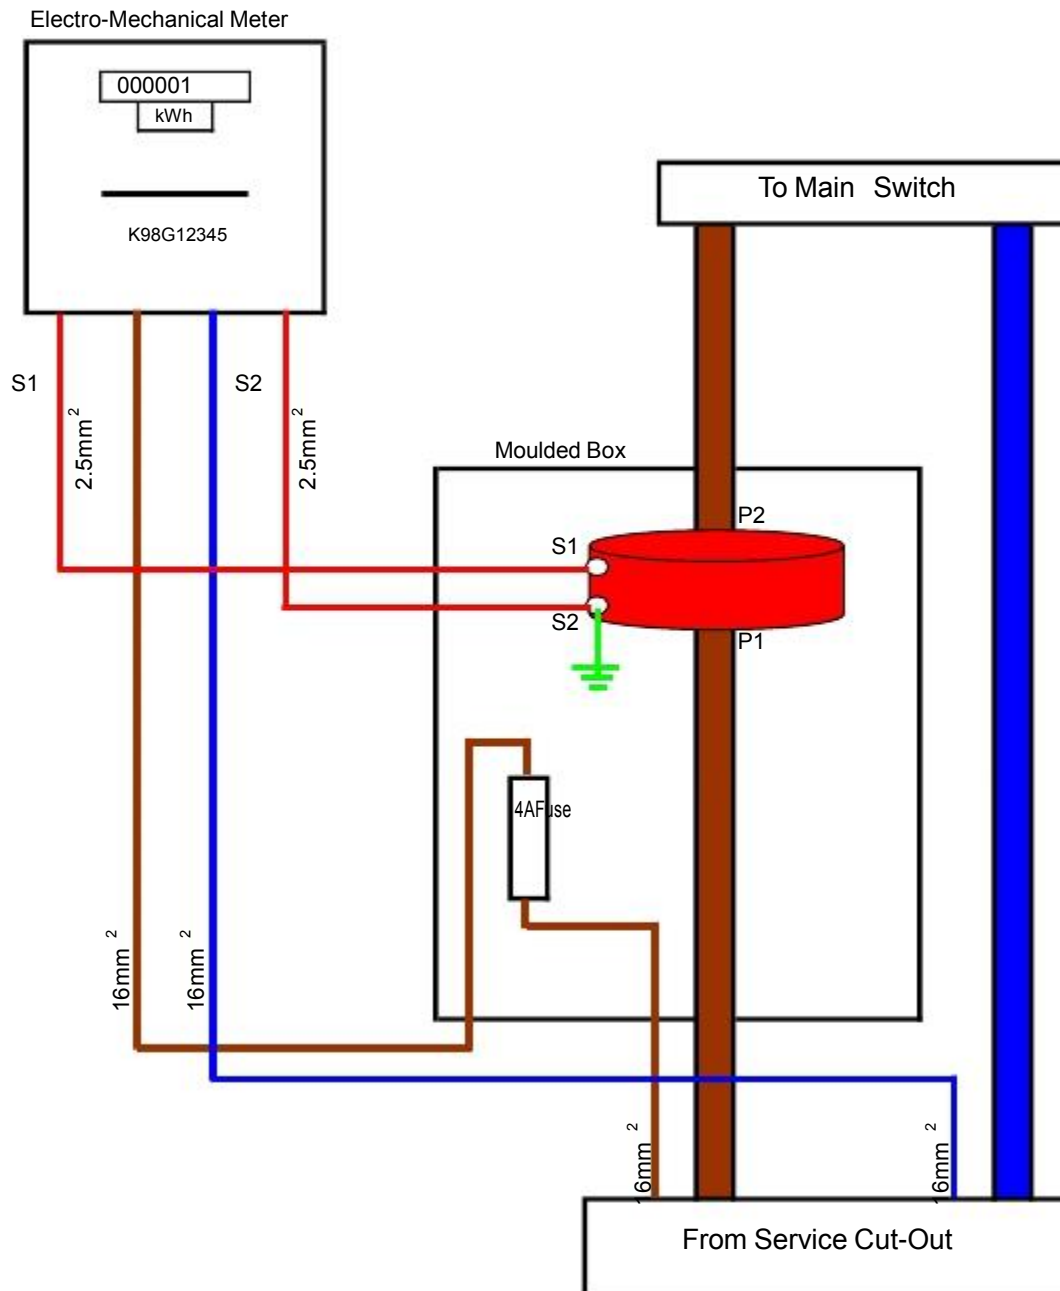 Electro-Mechanical Meter
000001
kWh
K98G12345
To Main Switch
S1
S2
2.5mm²
2.5mm²
Moulded Box
P2
S1
S2
P1
4AFuse
16mm²
16mm²
16mm²
16mm²
From Service Cut-Out